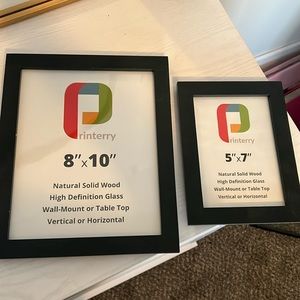 Printerry
8"x10"
Natural Solid Wood
High Definition Glass
Wall-Mount or Table Top
Vertical or Horizontal
Printerry
5"x7"
Natural Solid Wood
High Definition Glass
Wall-Mount or Table Top
Vertical or Horizontal